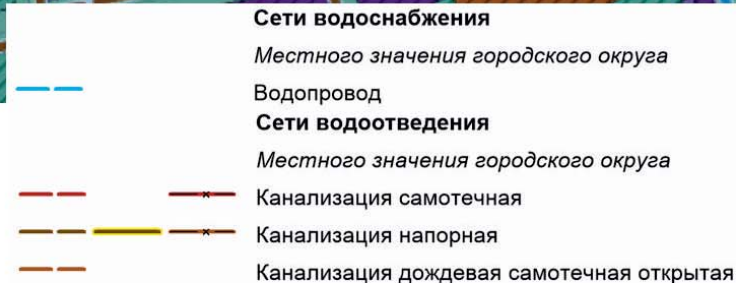 Сети водоснабжения
Местного значения городского округа
Водопровод
Сети водоотведения
Местного значения городского округа
Канализация самотечная
Канализация напорная
Канализация дождевая самотечная открытая